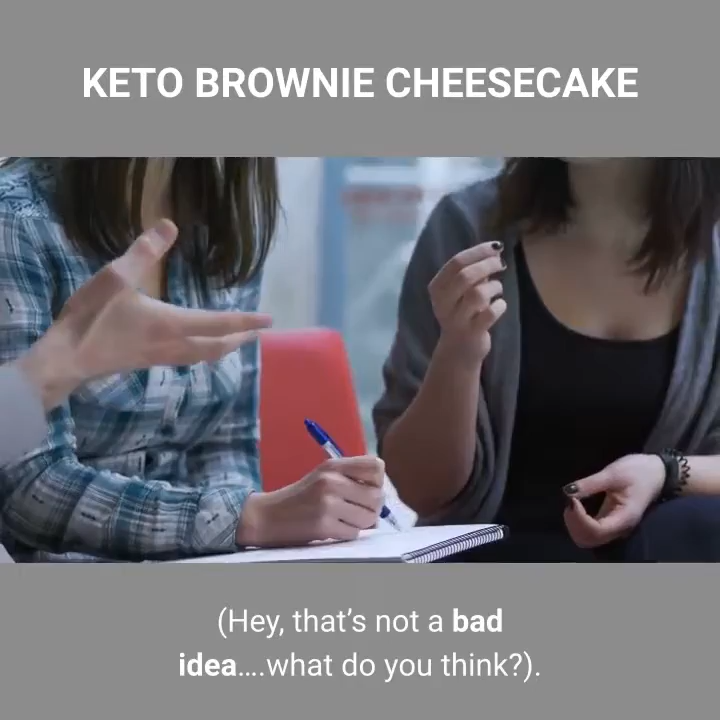 KETO BROWNIE CHEESECAKE
(Hey, that’s not a bad
idea....what do you think?).